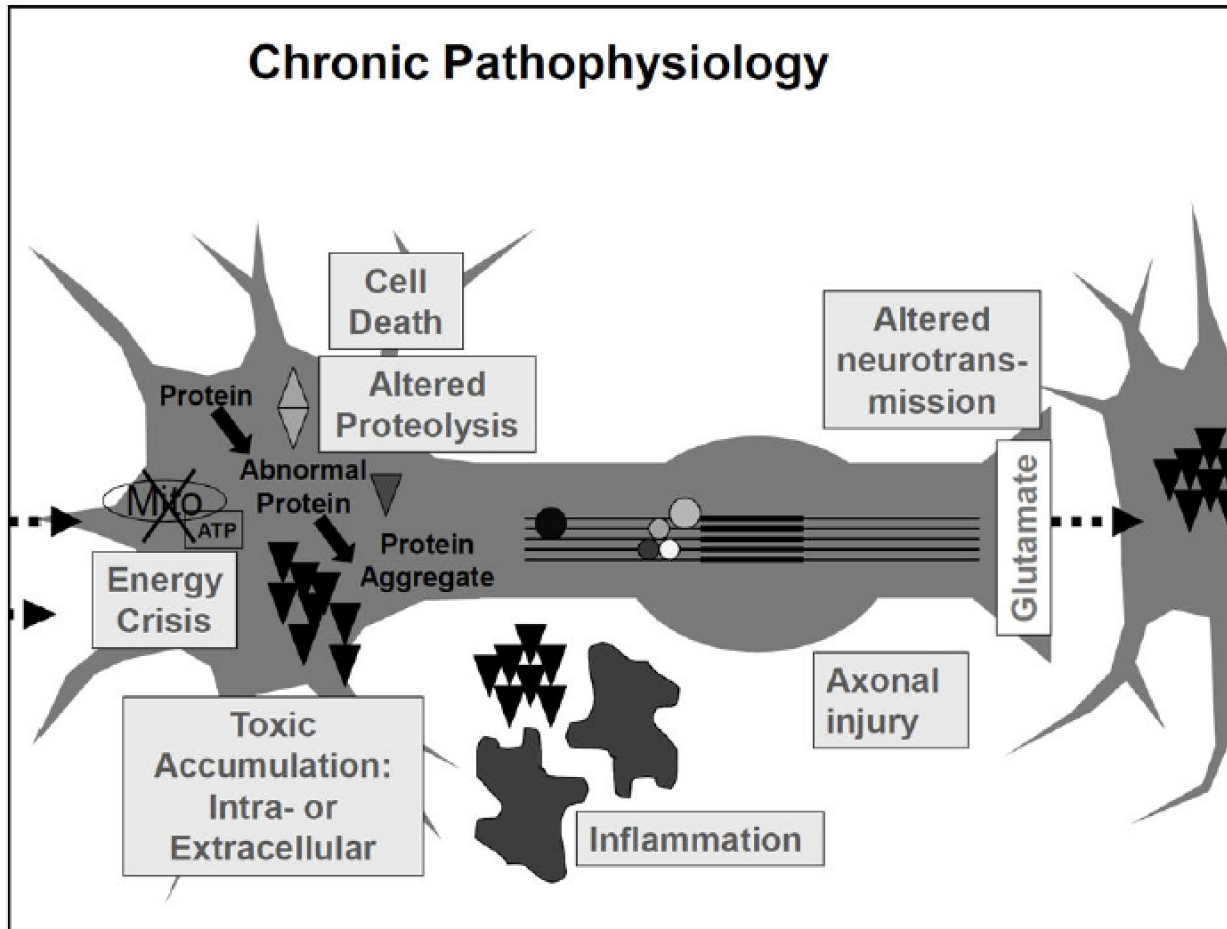 Chronic Pathophysiology
Cell
Death
Altered
Proteolysis
Protein
Abnormal
Protein
Protein
Aggregate
Mito
ATP
Energy
Crisis
Toxic
Accumulation:
Intra- or
Extracellular
Inflammation
Axonal
injury
Altered
neurotrans-
mission
Glutamate